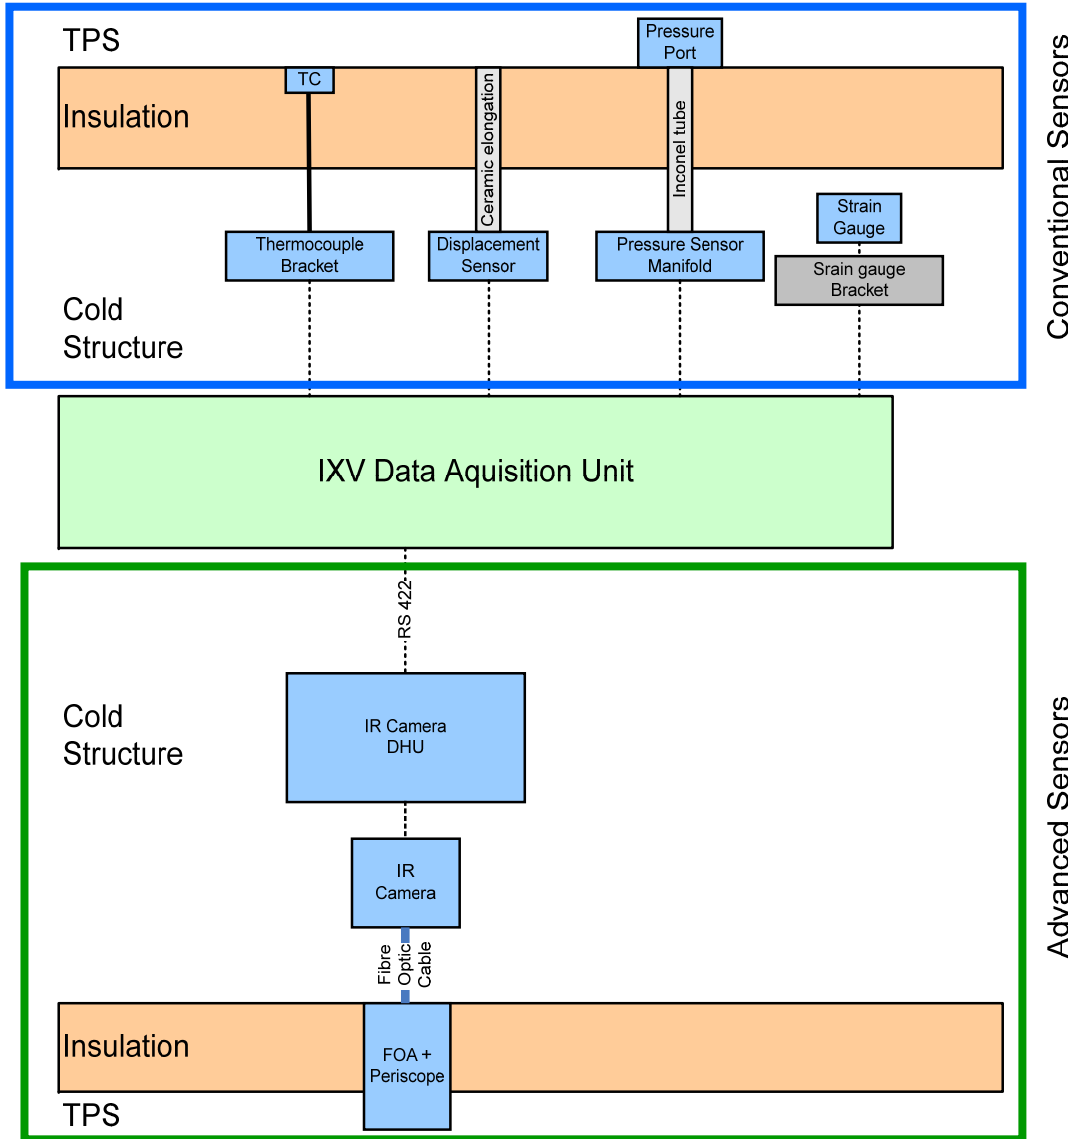 TPS
Pressure
Port
Insulation
TC
Ceramic elongation
Inconel tube
Conventional Sensors
Thermocouple
Bracket
Displacement
Sensor
Pressure Sensor
Manifold
Strain
Gauge
Srain gauge
Bracket
Cold
Structure
IXV Data Aquisition Unit
RS 422
Cold
Structure
IR Camera
DHU
Advanced Sensors
IR
Camera
Fibre
Optic
Cable
Insulation
FOA +
Periscope
TPS